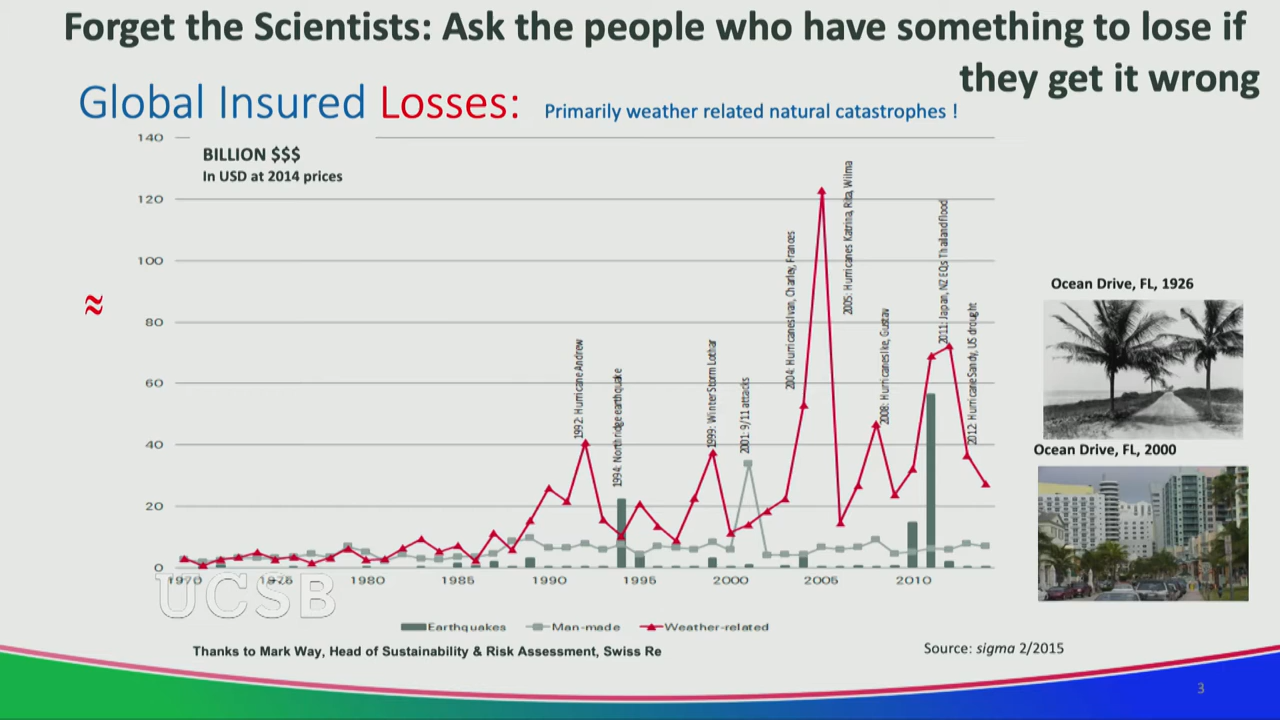 Forget the Scientists: Ask the people who have something to lose if
they get it wrong
Global Insured Losses: Primarily weather related natural catastrophes !
BILLION $$$
In USD at 2014 prices
140
120
100
80
60
40
20
0
≈
1992: Hurricane Andrew
1994: Northridge earthquake
1999: Winter Storm Lothar
2001: 9/11 attacks
2004: Hurricanes Ivan, Charley, Frances
2005: Hurricanes Katrina, Rita, Wilma
2008: Hurricanes Ike, Gustav
2011: Japan, NZ EQs Thailand flood
2012: Hurricane Sandy, US drought
1970 1975 1980 1985 1990 1995 2000 2005 2010
Earthquakes Man-made Weather-related
Ocean Drive, FL, 1926
Ocean Drive, FL, 2000
UCSB
Thanks to Mark Way, Head of Sustainability & Risk Assessment, Swiss Re
Source: sigma 2/2015
3